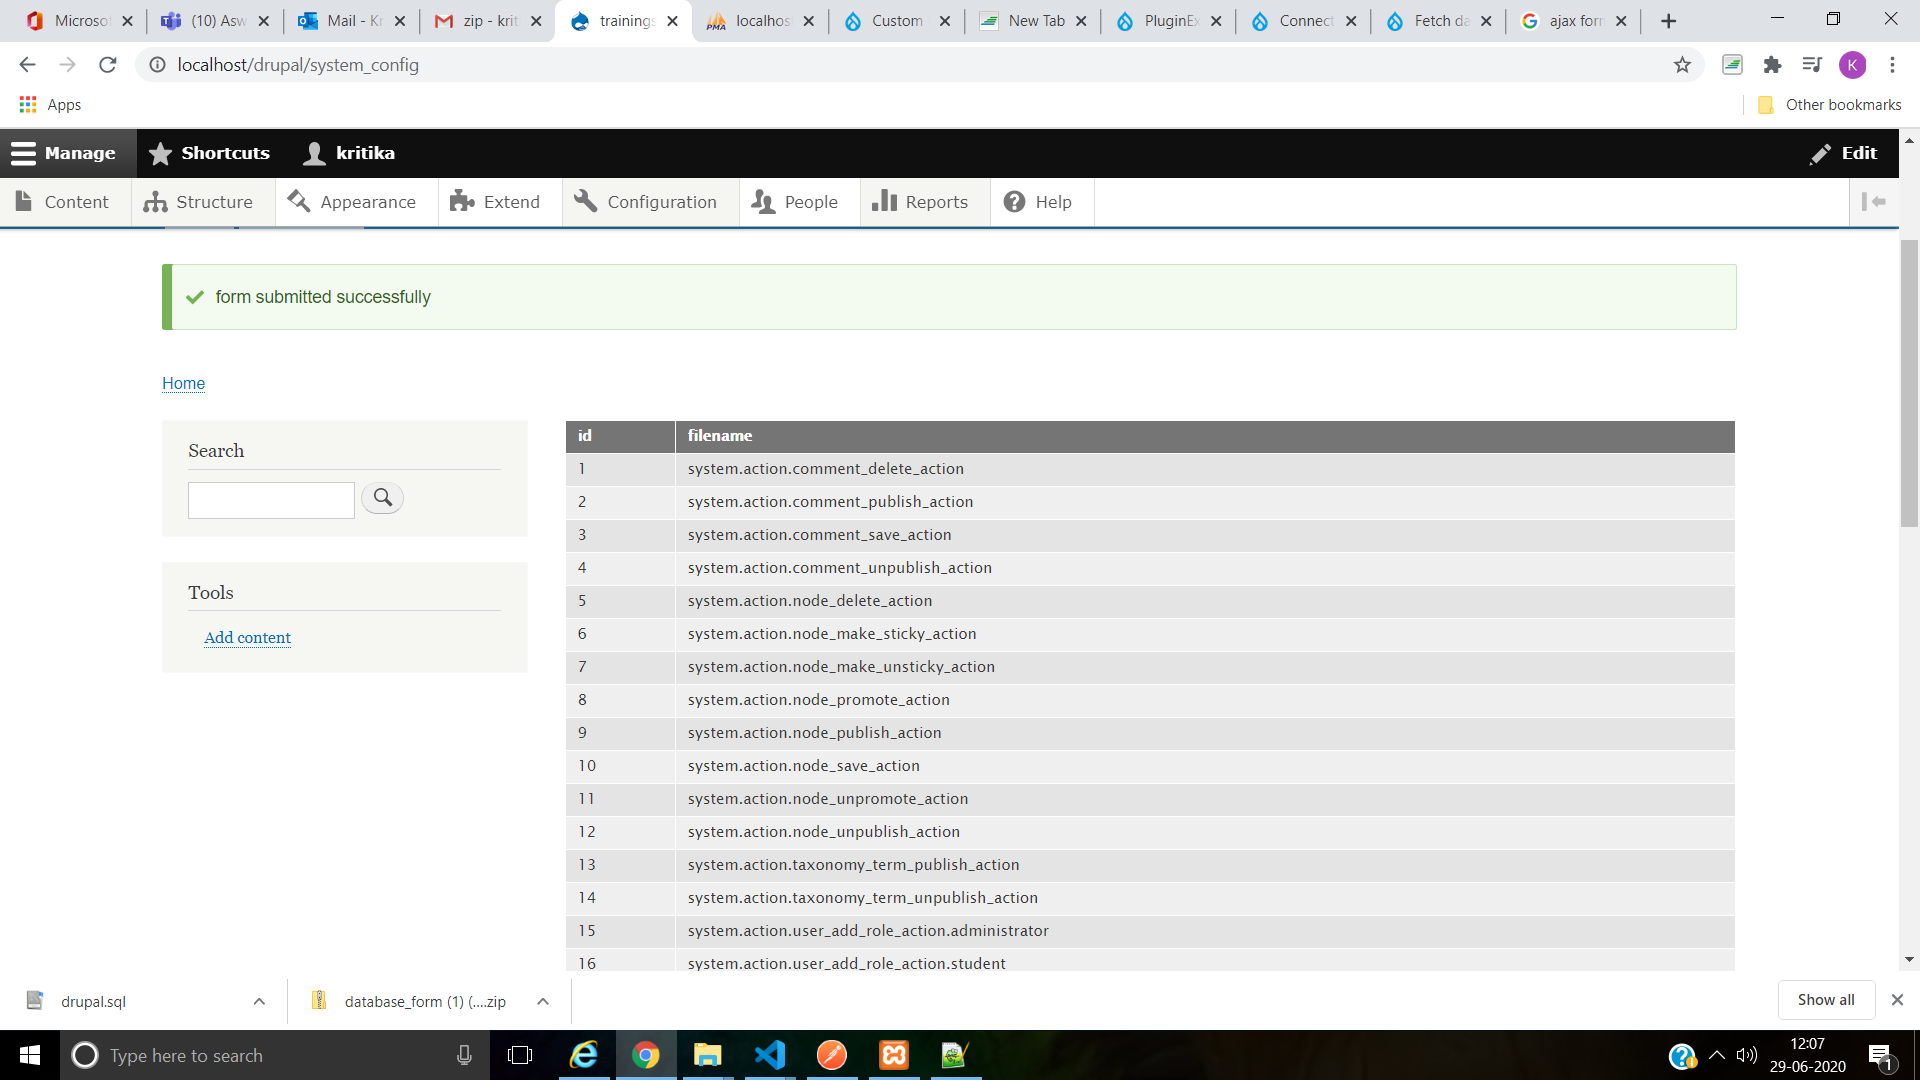 Microsof
(10) Asw
Mail - Kr
zip - krit
trainings
localhos
Custom
New Tab
PluginEx
Connect
Fetch da
ajax forr
localhost/drupal/system_config
K
Apps
Other bookmarks
Manage
Shortcuts
kritika
Edit
Content
Structure
Appearance
Extend
Configuration
People
Reports
Help
form submitted successfully
Home
Search
Tools
Add content
id filename
1 system.action.comment_delete_action
2 system.action.comment_publish_action
3 system.action.comment_save_action
4 system.action.comment_unpublish_action
5 system.action.node_delete_action
6 system.action.node_make_sticky_action
7 system.action.node_make_unsticky_action
8 system.action.node_promote_action
9 system.action.node_publish_action
10 system.action.node_save_action
11 system.action.node_unpromote_action
12 system.action.node_unpublish_action
13 system.action.taxonomy_term_publish_action
14 system.action.taxonomy_term_unpublish_action
15 system.action.user_add_role_action.administrator
16 system.action.user_add_role_action.student
drupal.sql
database_form (1) (....zip
Show all
Type here to search
12:07
29-06-2020
1